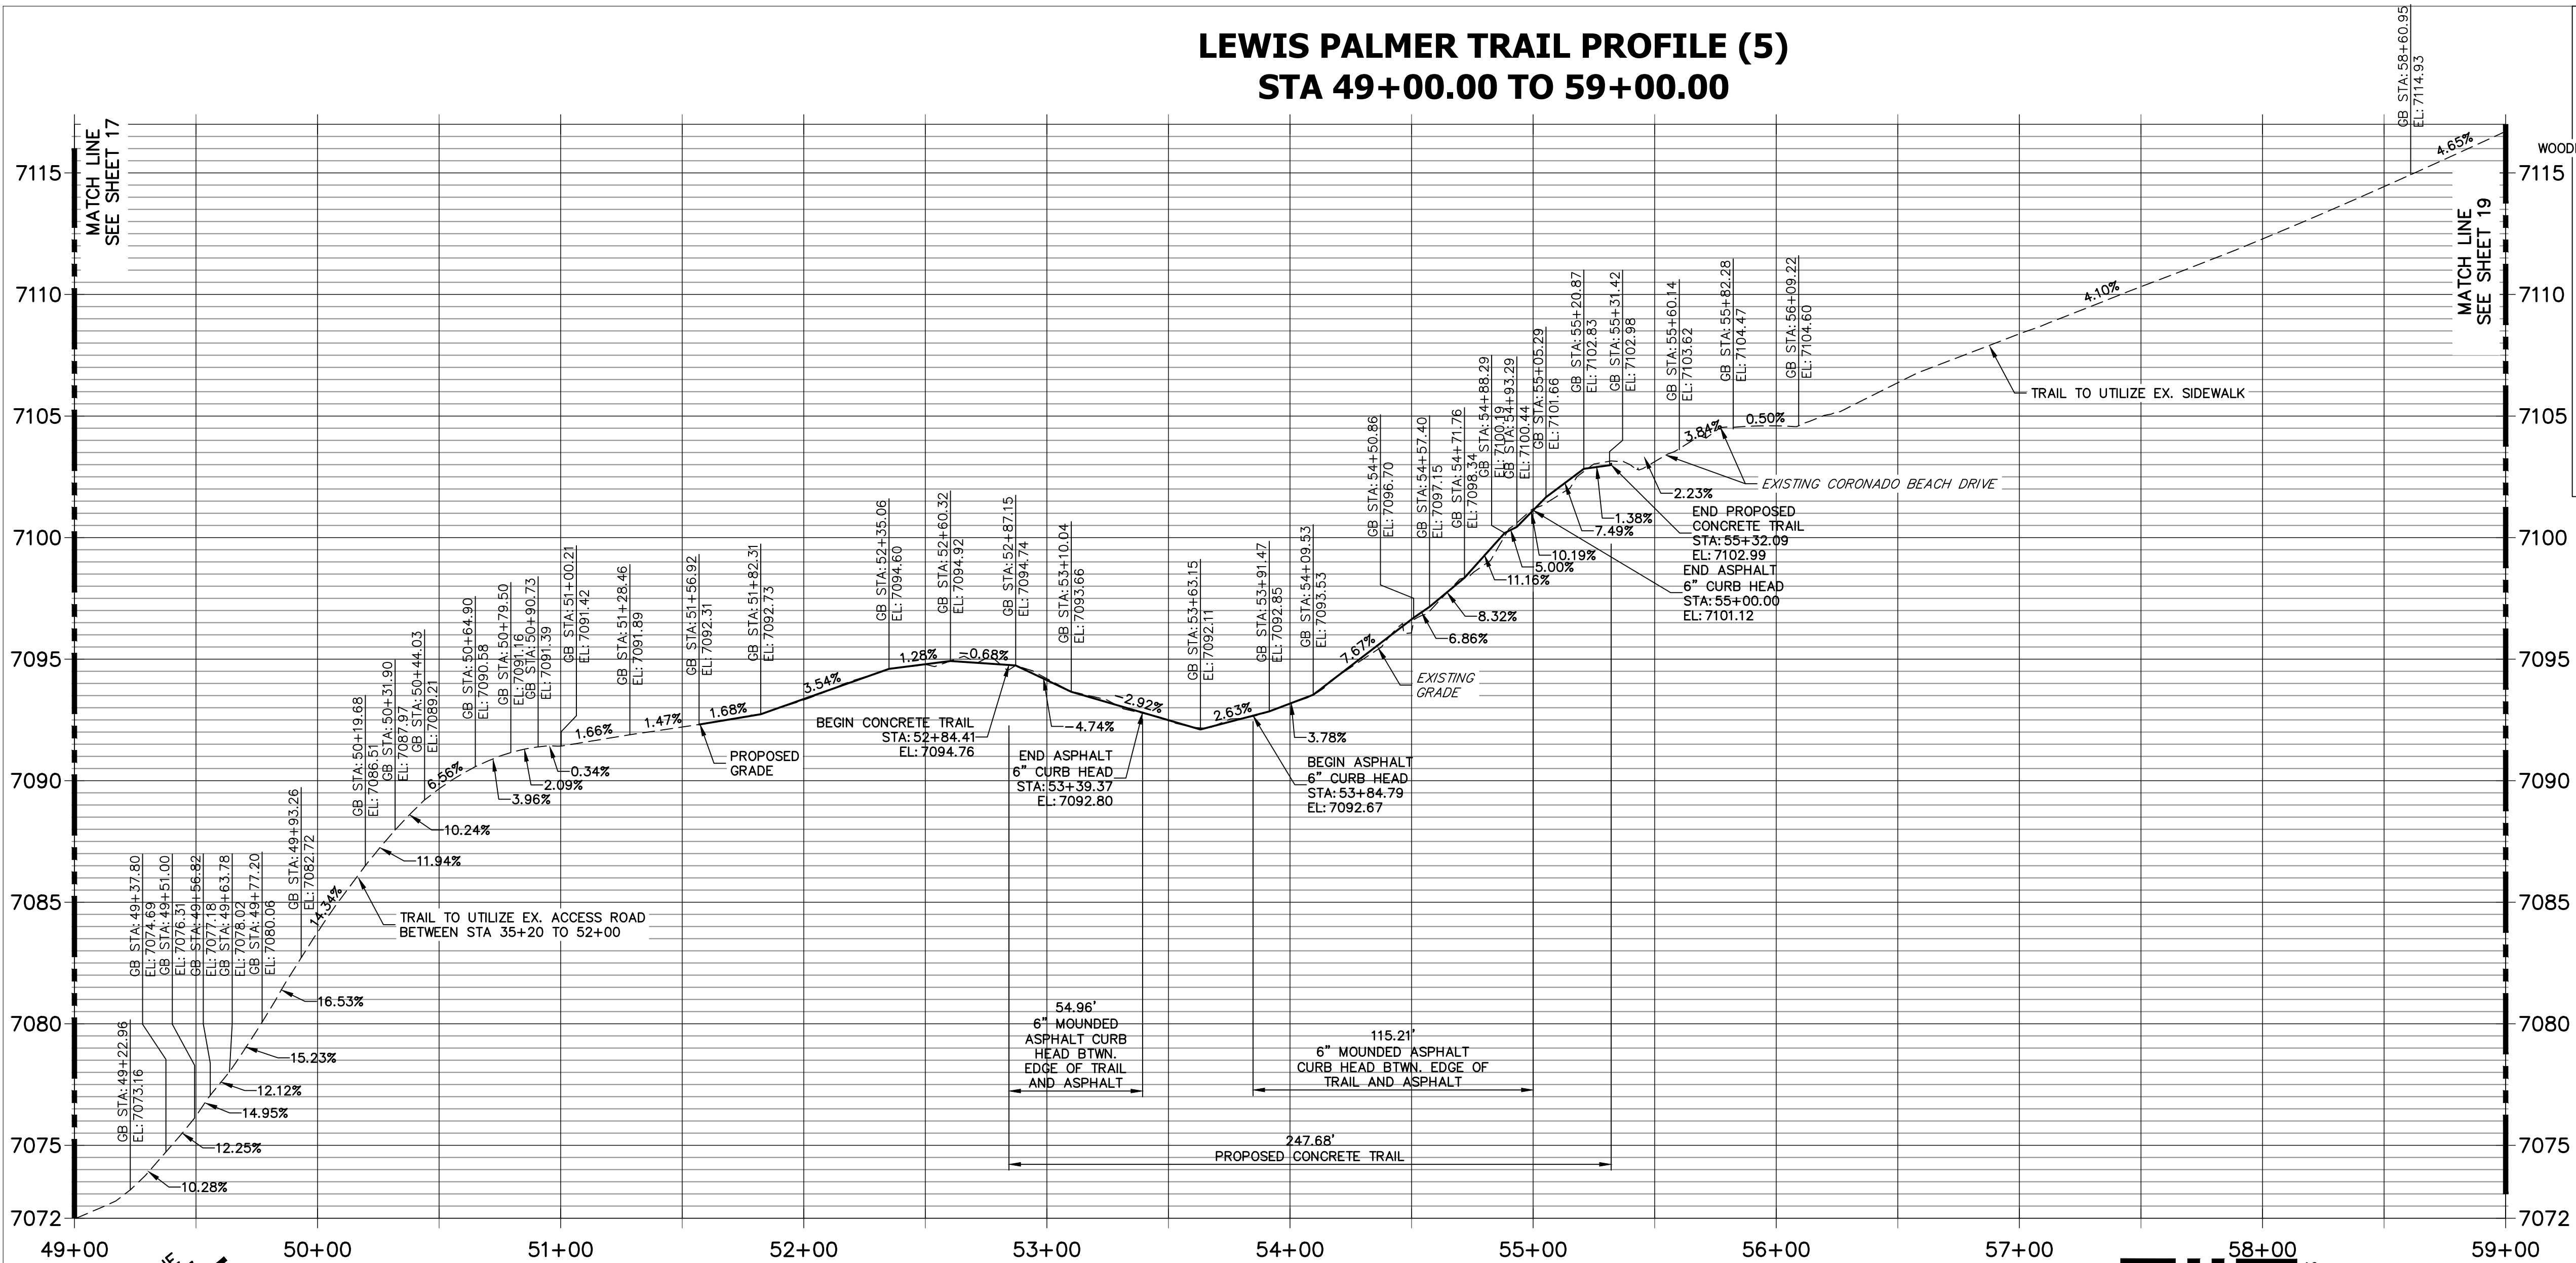 LEWIS PALMER TRAIL PROFILE (5)
STA 49+00.00 TO 59+00.00
MATCH LINE
SEE SHEET 17
7115
7110
7105
7100
7095
7090
7085
7080
7075
7072
GB STA: 49+22.96
EL: 7073.16
GB STA: 49+37.80
EL: 7074.69
GB STA: 49+51.00
EL: 7076.31
GB STA: 49+56.82
EL: 7077.18
GB STA: 49+63.78
EL: 7078.02
GB STA: 49+77.20
EL: 7080.06
GB STA: 49+93.26
EL: 7082.72
GB STA: 50+19.68
EL: 7086.51
GB STA: 50+31.90
EL: 7087.97
GB STA: 50+44.03
EL: 7089.21
GB STA: 50+64.90
EL: 7090.58
GB STA: 50+79.50
EL: 7091.16
GB STA: 50+90.73
EL: 7091.39
GB STA: 51+00.21
EL: 7091.42
GB STA: 51+28.46
EL: 7091.89
GB STA: 51+56.92
EL: 7092.31
GB STA: 51+82.31
EL: 7092.73
GB STA: 52+35.06
EL: 7094.60
GB STA: 52+60.32
EL: 7094.92
GB STA: 52+87.15
EL: 7094.74
GB STA: 53+10.04
EL: 7093.66
GB STA: 53+63.15
EL: 7092.11
GB STA: 53+91.47
EL: 7092.85
GB STA: 54+09.53
EL: 7093.53
GB STA: 54+50.86
EL: 7096.70
GB STA: 54+57.40
EL: 7097.15
GB STA: 54+71.76
EL: 7098.34
GB STA: 54+88.29
EL: 7100.19
GB STA: 54+93.29
EL: 7100.44
GB STA: 55+05.29
EL: 7101.66
GB STA: 55+20.87
EL: 7102.83
GB STA: 55+31.42
EL: 7102.98
GB STA: 55+60.14
EL: 7103.62
GB STA: 55+82.28
EL: 7104.47
GB STA: 56+09.22
EL: 7104.60
GB STA: 58+60.95
EL: 7114.93
10.28%
12.25%
14.95%
12.12%
15.23%
16.53%
14.34%
11.94%
10.24%
6.56%
3.96%
2.09%
0.34%
1.66%
1.47%
1.68%
3.54%
1.28%
-0.68%
-4.74%
-2.92%
2.63%
3.78%
7.67%
6.86%
8.32%
11.16%
5.00%
10.19%
7.49%
1.38%
2.23%
3.84%
0.50%
4.10%
4.65%
TRAIL TO UTILIZE EX. ACCESS ROAD
BETWEEN STA 35+20 TO 52+00
PROPOSED
GRADE
BEGIN CONCRETE TRAIL
STA: 52+84.41
EL: 7094.76
END ASPHALT
6" CURB HEAD
STA: 53+39.37
EL: 7092.80
BEGIN ASPHALT
6" CURB HEAD
STA: 53+84.79
EL: 7092.67
EXISTING
GRADE
END PROPOSED
CONCRETE TRAIL
STA: 55+32.09
EL: 7102.99
END ASPHALT
6" CURB HEAD
STA: 55+00.00
EL: 7101.12
EXISTING CORONADO BEACH DRIVE
TRAIL TO UTILIZE EX. SIDEWALK
54.96'
6" MOUNDED
ASPHALT CURB
HEAD BTWN.
EDGE OF TRAIL
AND ASPHALT
115.21'
6" MOUNDED ASPHALT
CURB HEAD BTWN. EDGE OF
TRAIL AND ASPHALT
247.68'
PROPOSED CONCRETE TRAIL
MATCH LINE
SEE SHEET 19
WOOD
7115
7110
7105
7100
7095
7090
7085
7080
7075
7072
49+00
50+00
51+00
52+00
53+00
54+00
55+00
56+00
57+00
58+00
59+00